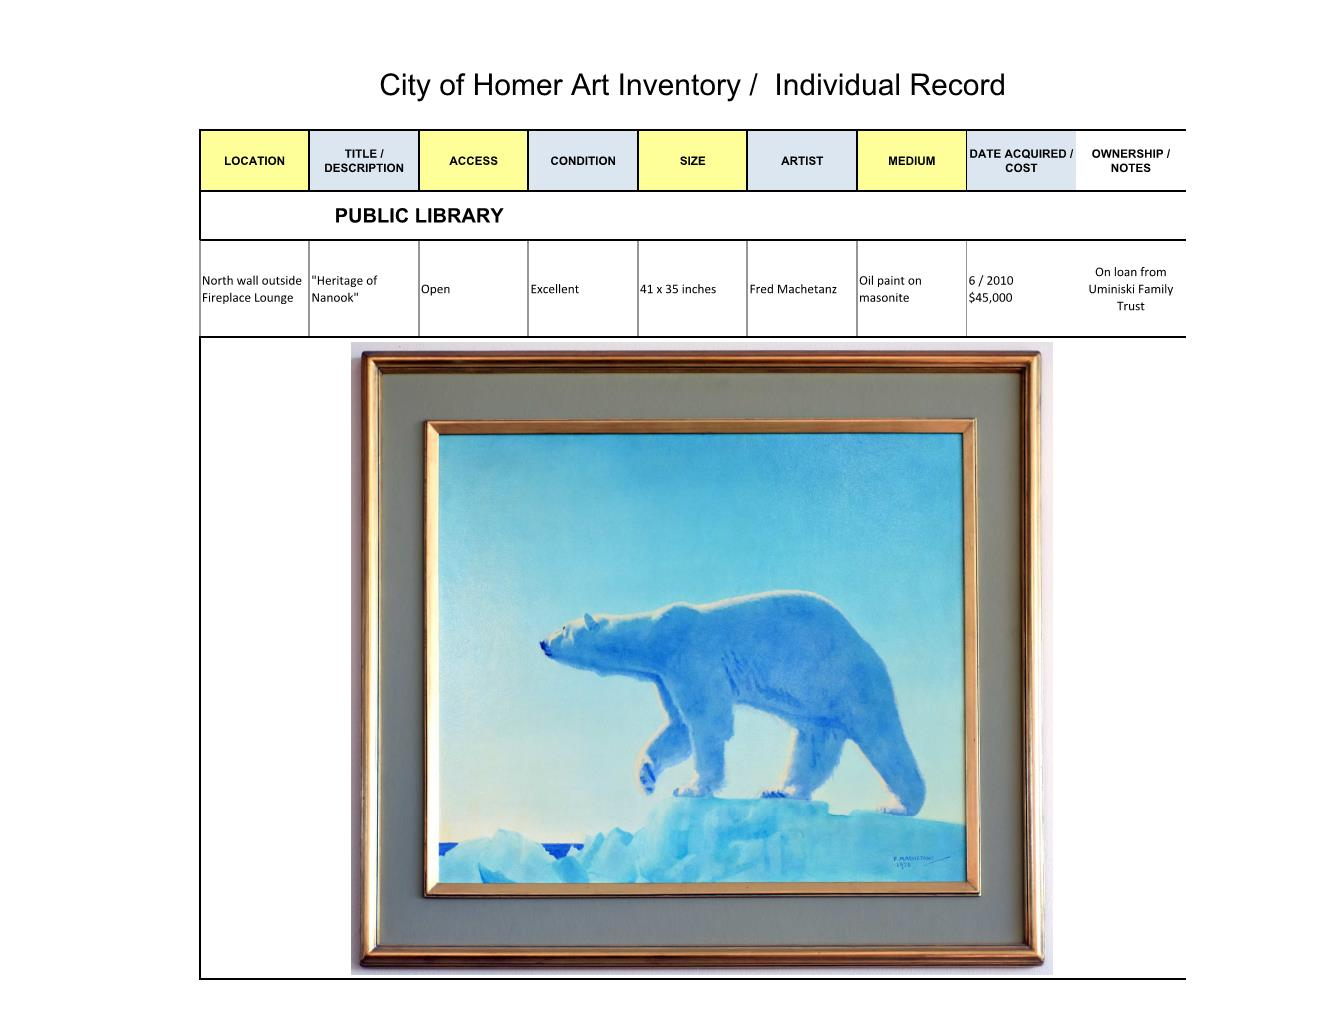 City of Homer Art Inventory /  Individual Record
LOCATION
TITLE /
DESCRIPTION
ACCESS
CONDITION
SIZE
ARTIST
MEDIUM
DATE ACQUIRED /
COST
OWNERSHIP /
NOTES
PUBLIC LIBRARY
North wall outside
Fireplace Lounge
"Heritage of
Nanook"
Open
Excellent
41 x 35 inches
Fred Machetanz
Oil paint on
masonite
6 / 2010
$45,000
On loan from
Uminiski Family
Trust
F. MACHETANZ